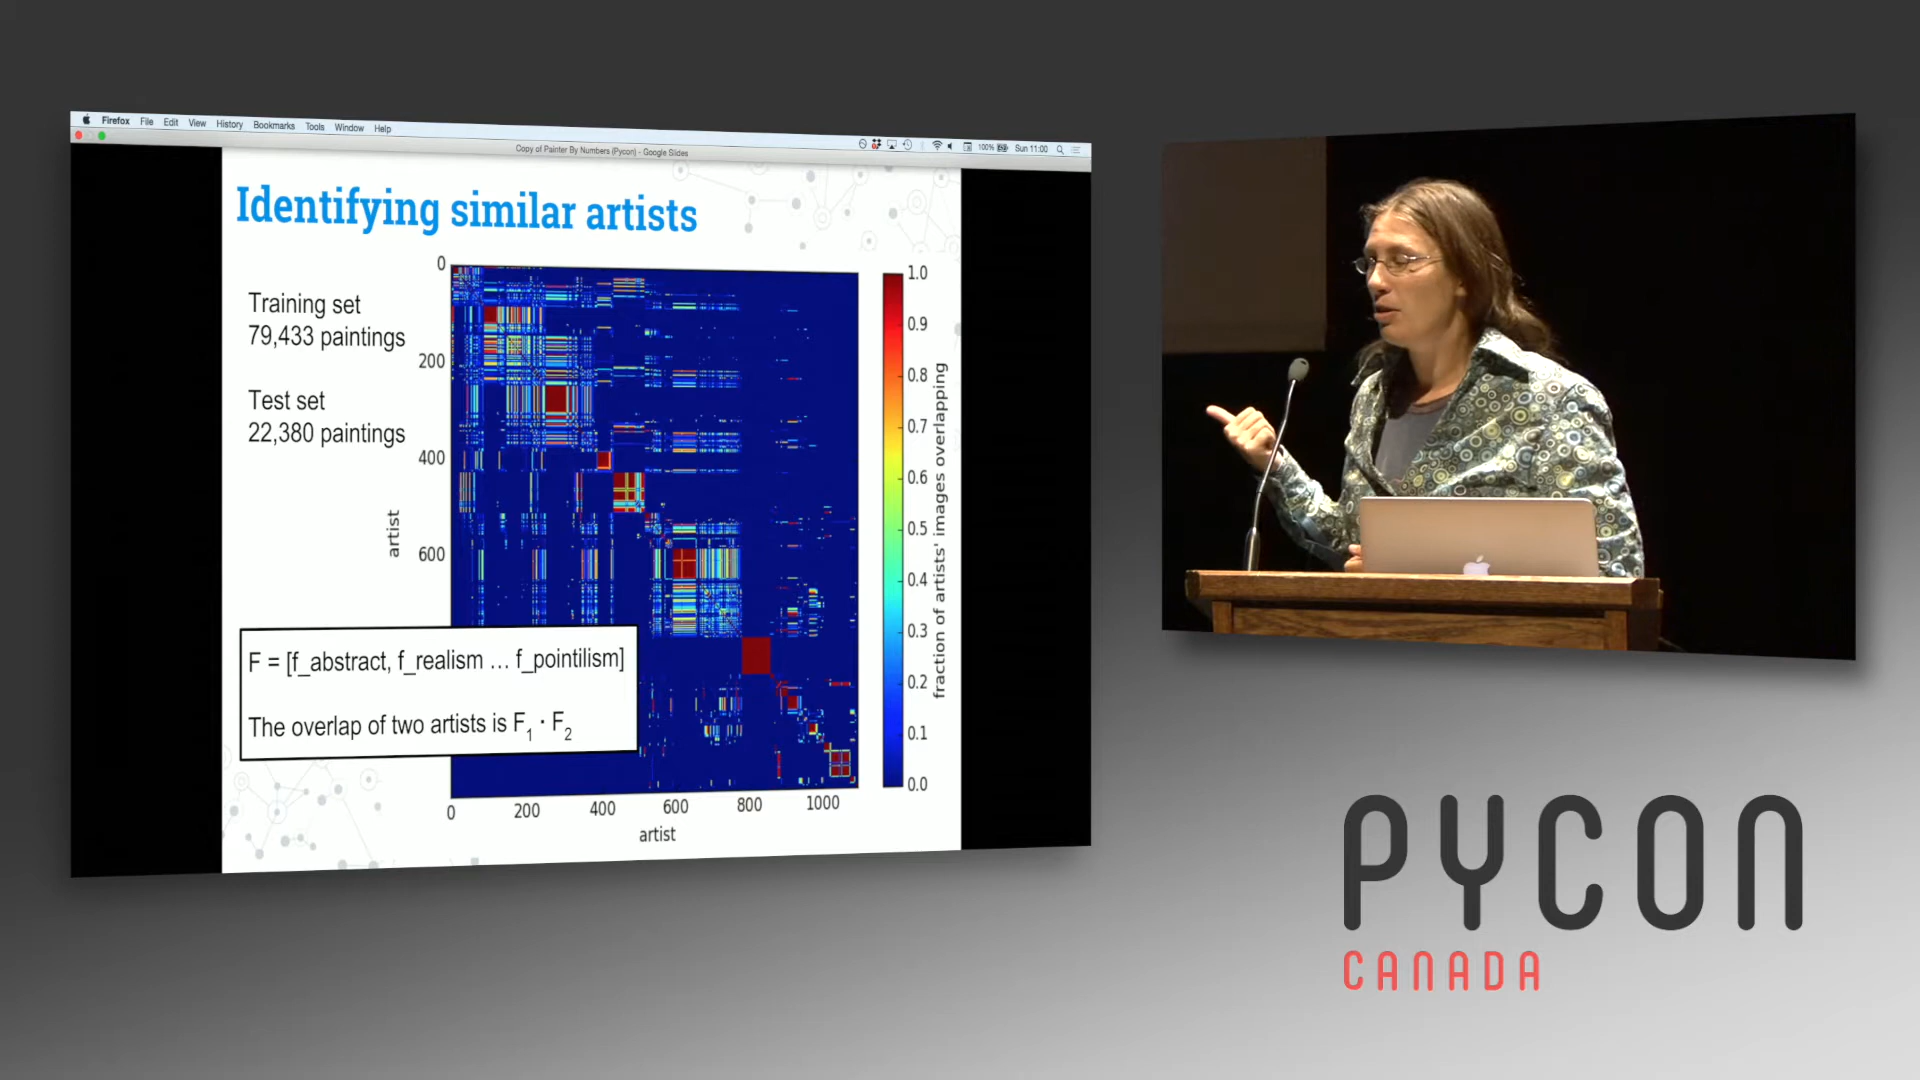 Firefox File Edit View History Bookmarks Tools Window Help
100% Sun 11:00
Copy of Painter By Numbers (Pycon) - Google Slides
Identifying similar artists
Training set
79,433 paintings
Test set
22,380 paintings
0
200
400
600
artist
0 200 400 600 800 1000
artist
1.0
0.9
0.8
0.7
0.6
0.5
0.4
0.3
0.2
0.1
0.0
fraction of artists' images overlapping
F = [f_abstract, f_realism ... f_pointilism]
The overlap of two artists is F1 · F2
PYCON
CANADA